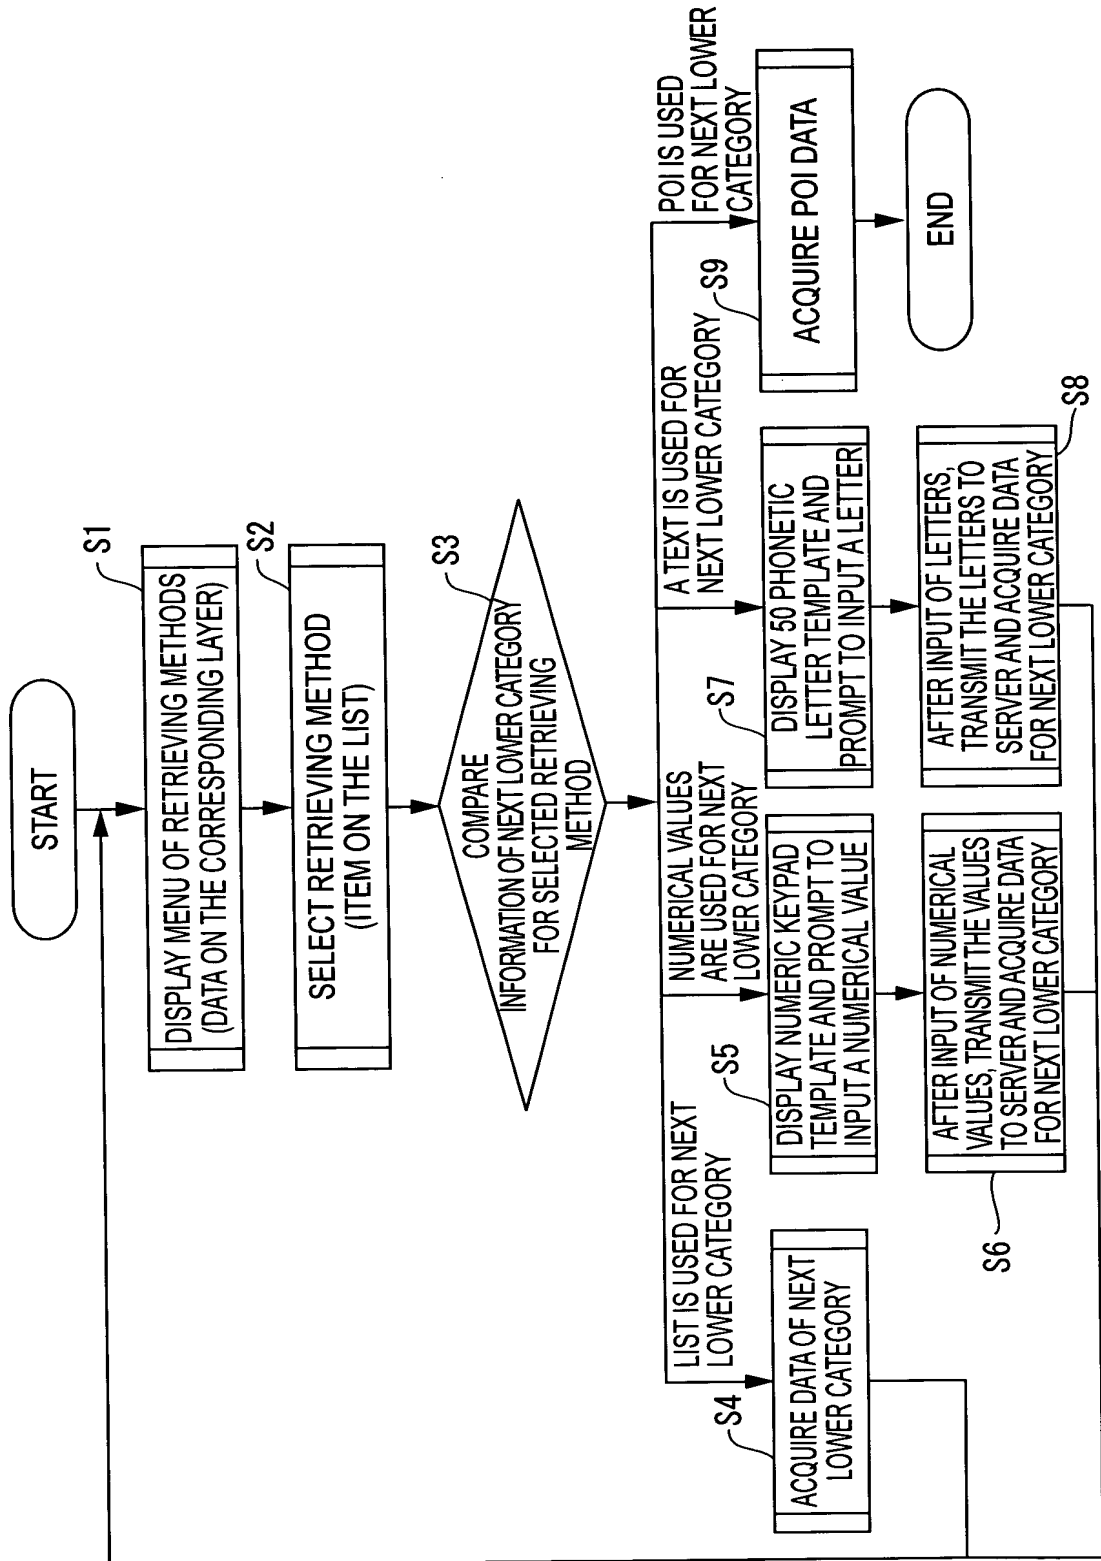 START
S1
DISPLAY MENU OF RETRIEVING METHODS
(DATA ON THE CORRESPONDING LAYER)
S2
SELECT RETRIEVING METHOD
(ITEM ON THE LIST)
S3
COMPARE
INFORMATION OF NEXT LOWER CATEGORY
FOR SELECTED RETRIEVING
METHOD
LIST IS USED FOR NEXT
LOWER CATEGORY
S4
ACQUIRE DATA OF NEXT
LOWER CATEGORY
NUMERICAL VALUES
ARE USED FOR NEXT
LOWER CATEGORY
S5
DISPLAY NUMERIC KEYPAD
TEMPLATE AND PROMPT TO
INPUT A NUMERICAL VALUE
S6
AFTER INPUT OF NUMERICAL
VALUES, TRANSMIT THE VALUES
TO SERVER AND ACQUIRE DATA
FOR NEXT LOWER CATEGORY
A TEXT IS USED FOR
NEXT LOWER CATEGORY
S7
DISPLAY 50 PHONETIC
LETTER TEMPLATE AND
PROMPT TO INPUT A LETTER
AFTER INPUT OF LETTERS,
TRANSMIT THE LETTERS TO
SERVER AND ACQUIRE DATA
FOR NEXT LOWER CATEGORY
S8
POI IS USED
FOR NEXT LOWER
CATEGORY
S9
ACQUIRE POI DATA
END